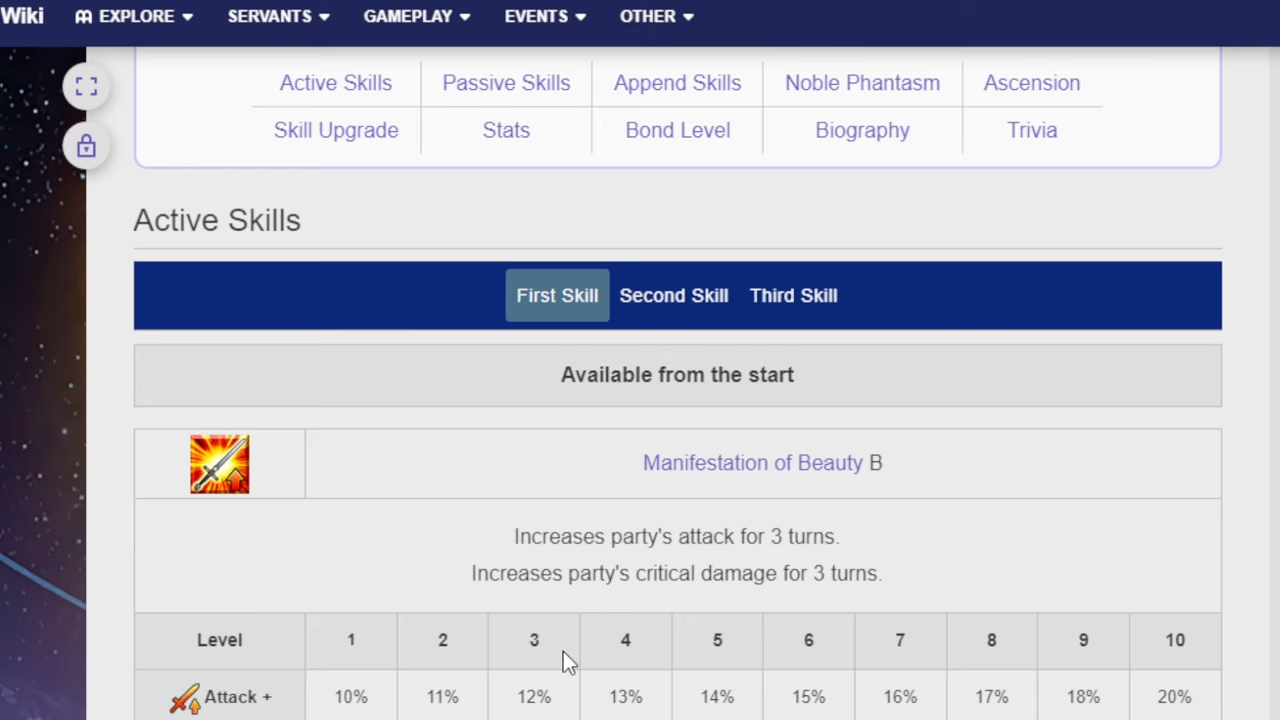 Wiki EXPLORE SERVANTS GAMEPLAY EVENTS OTHER
Active Skills Passive Skills Append Skills Noble Phantasm Ascension
Skill Upgrade Stats Bond Level Biography Trivia
Active Skills
First Skill Second Skill Third Skill
Available from the start
Manifestation of Beauty B
Increases party's attack for 3 turns.
Increases party's critical damage for 3 turns.
Level 1 2 3 4 5 6 7 8 9 10
Attack + 10% 11% 12% 13% 14% 15% 16% 17% 18% 20%